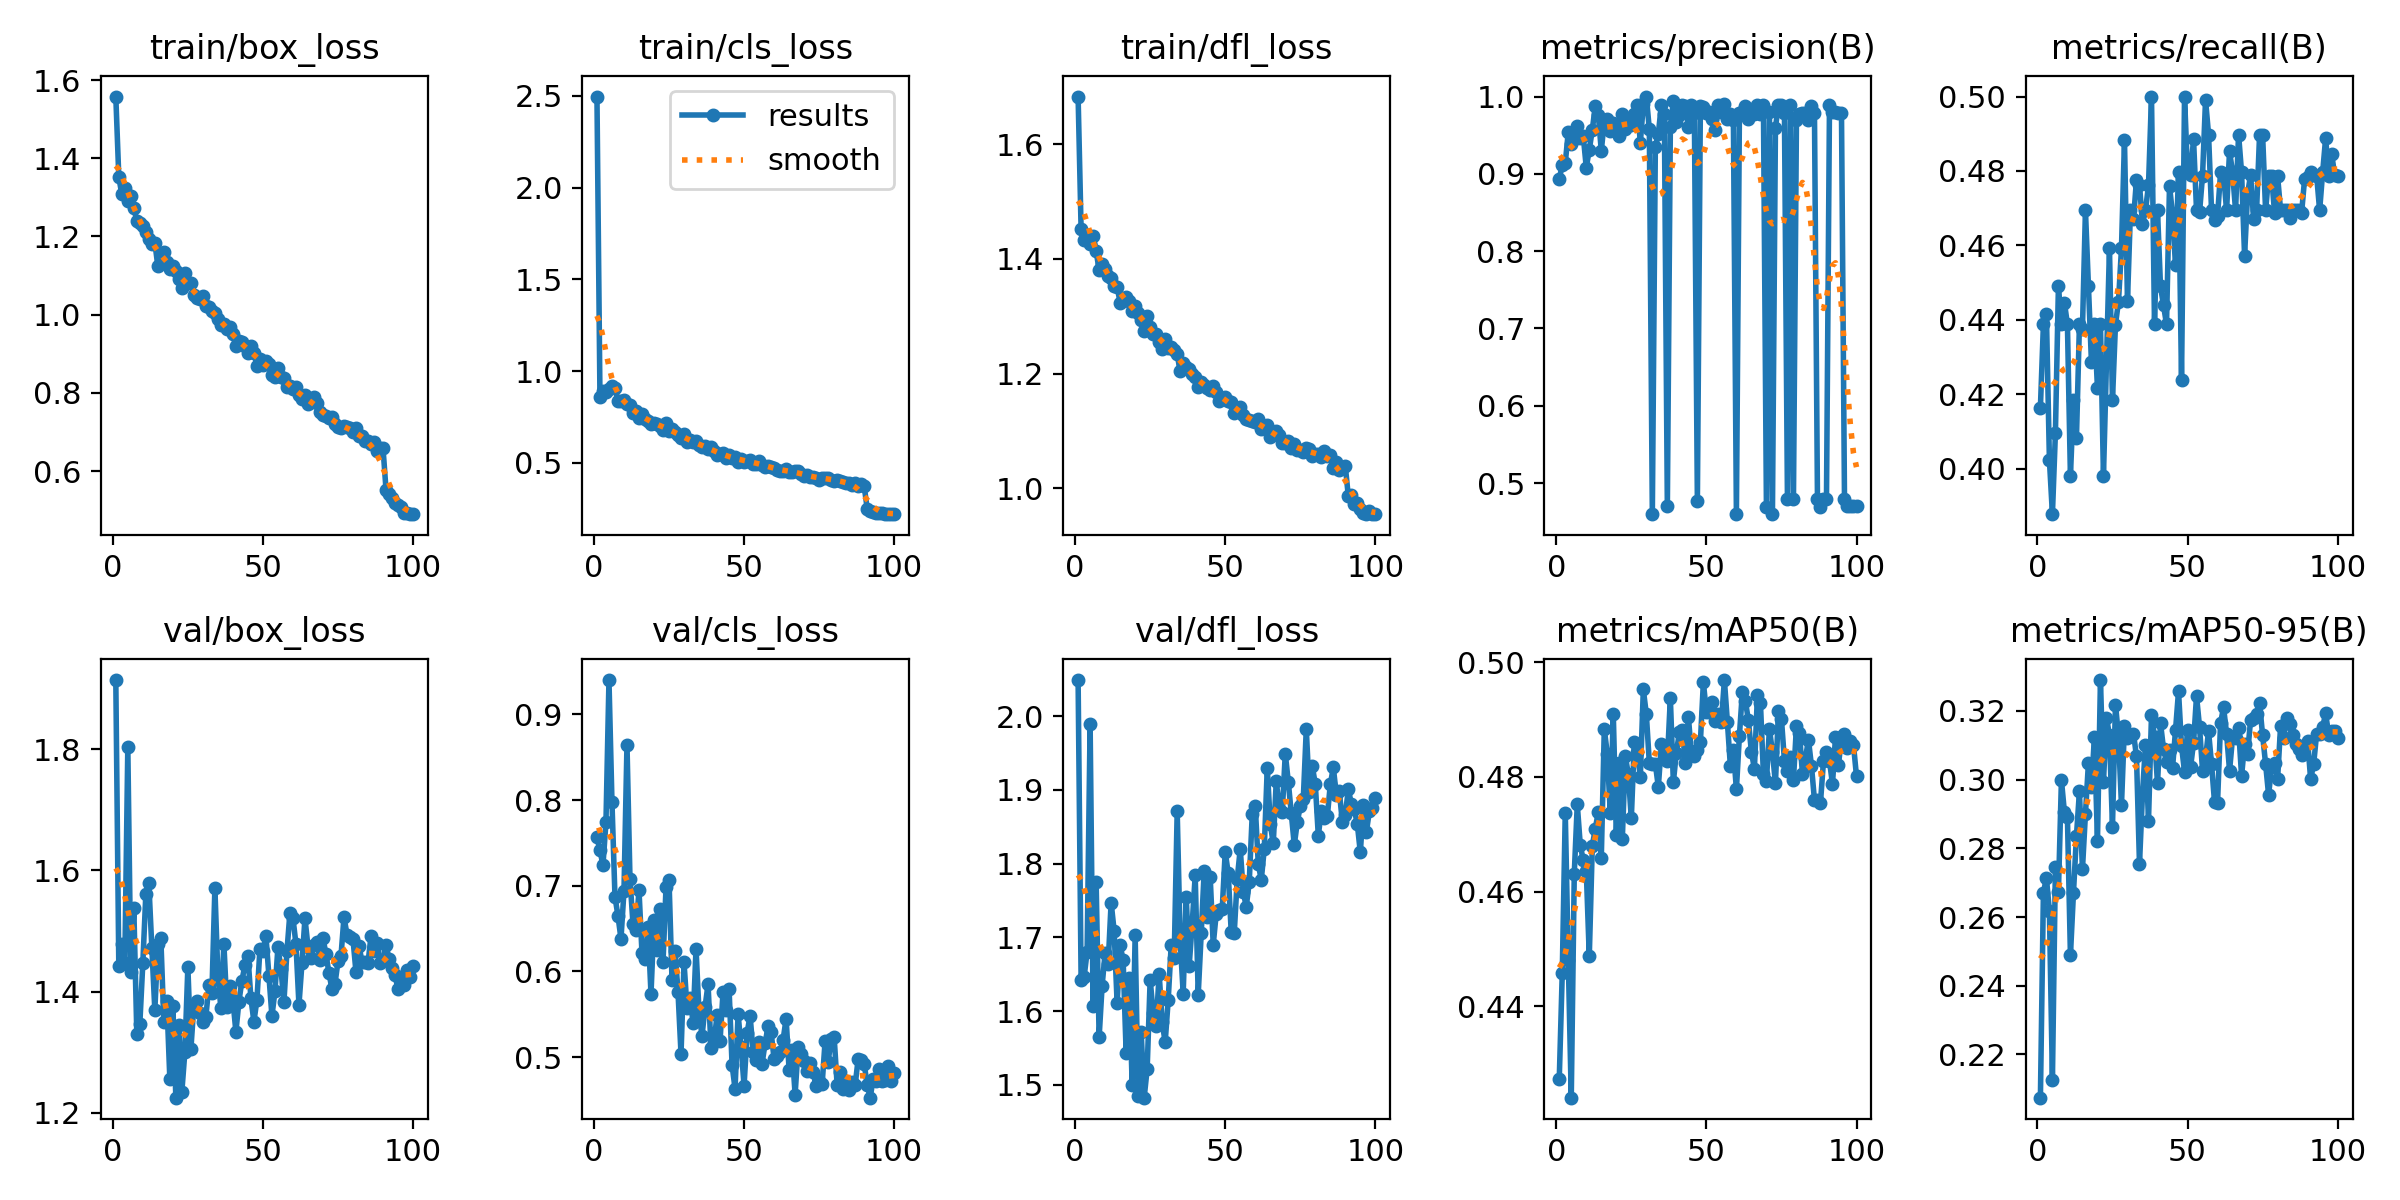 train/box_loss
train/cls_loss
train/dfl_loss
metrics/precision(B)
metrics/recall(B)
1.6
1.4
1.2
1.0
0.8
0.6
0 50 100
2.5
2.0
1.5
1.0
0.5
0 50 100
results
smooth
1.6
1.4
1.2
1.0
0 50 100
1.0
0.9
0.8
0.7
0.6
0.5
0 50 100
0.50
0.48
0.46
0.44
0.42
0.40
0 50 100
val/box_loss
val/cls_loss
val/dfl_loss
metrics/mAP50(B)
metrics/mAP50-95(B)
1.8
1.6
1.4
1.2
0 50 100
0.9
0.8
0.7
0.6
0.5
0 50 100
2.0
1.9
1.8
1.7
1.6
1.5
0 50 100
0.50
0.48
0.46
0.44
0 50 100
0.32
0.30
0.28
0.26
0.24
0.22
0 50 100